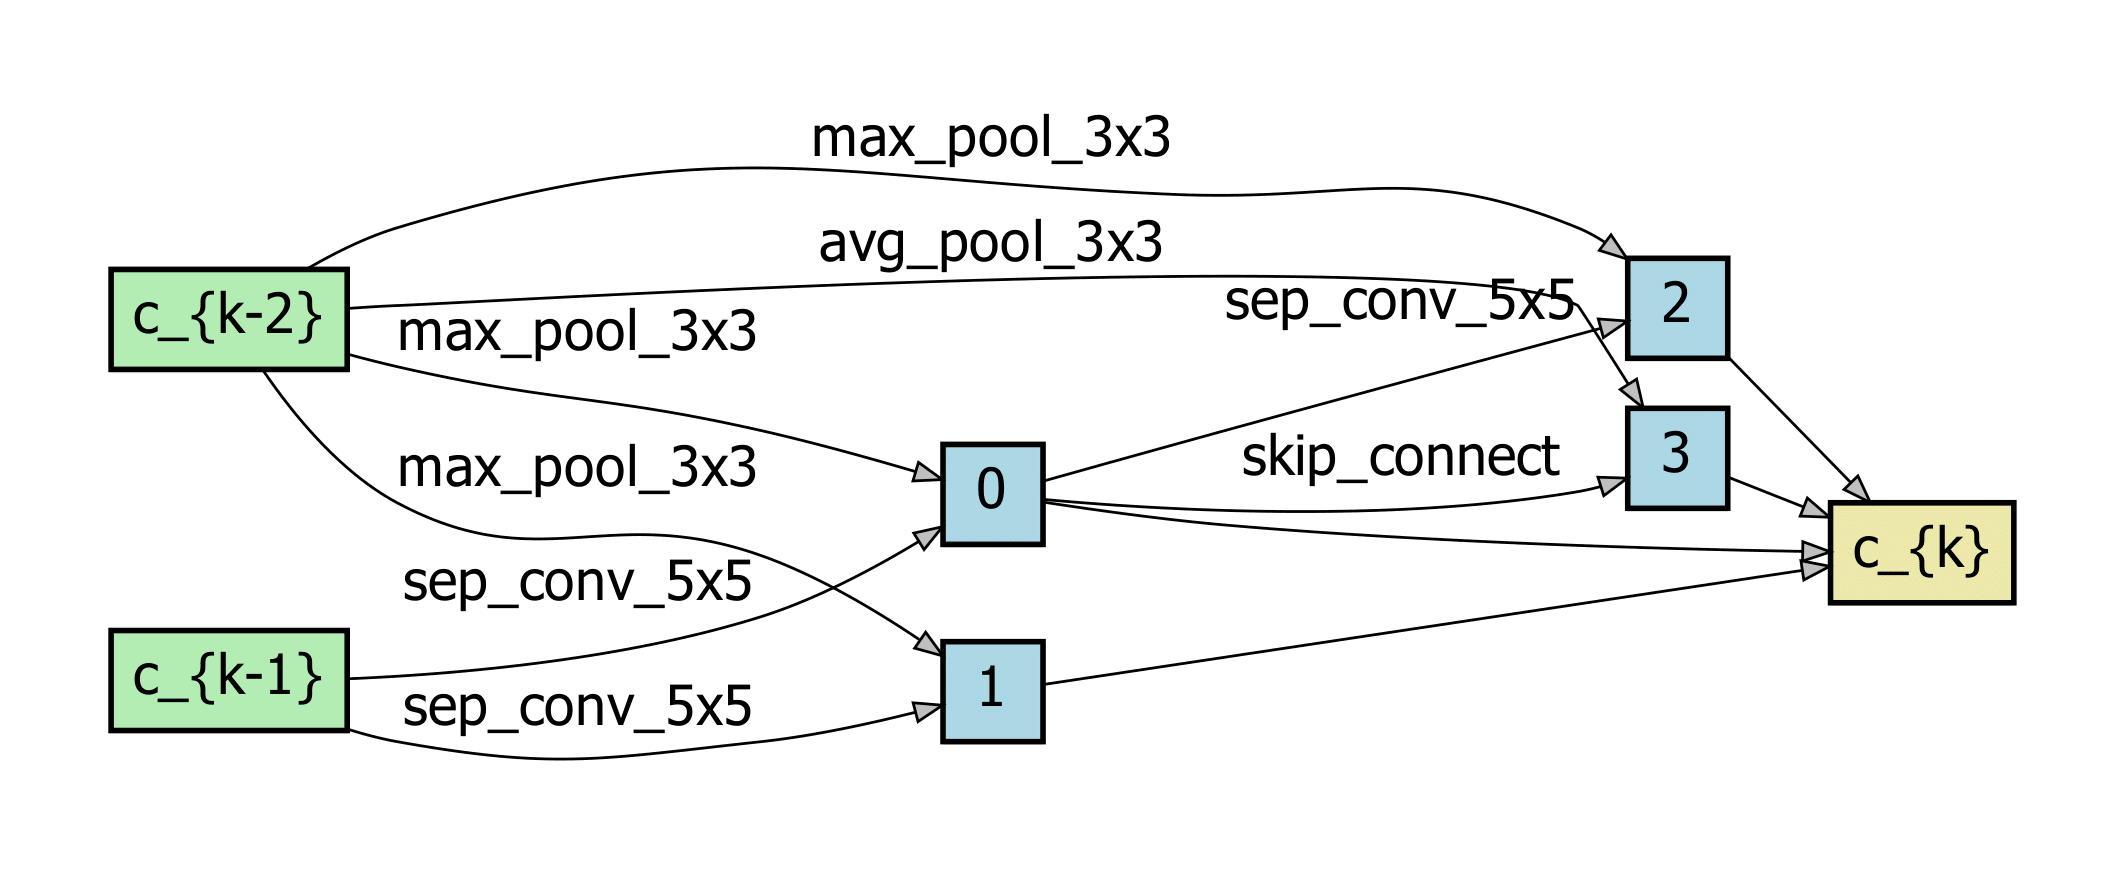 max_pool_3x3
avg_pool_3x3
sep_conv_5x5
2
c_{k-2}
max_pool_3x3
skip_connect
3
max_pool_3x3
0
c_{k}
sep_conv_5x5
c_{k-1}
sep_conv_5x5
1